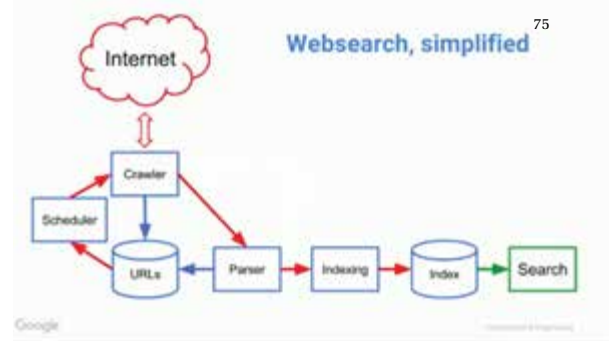 75
Websearch, simplified
Internet
Crawler
Scheduler
URLs
Parser
Indexing
Index
Search
Google